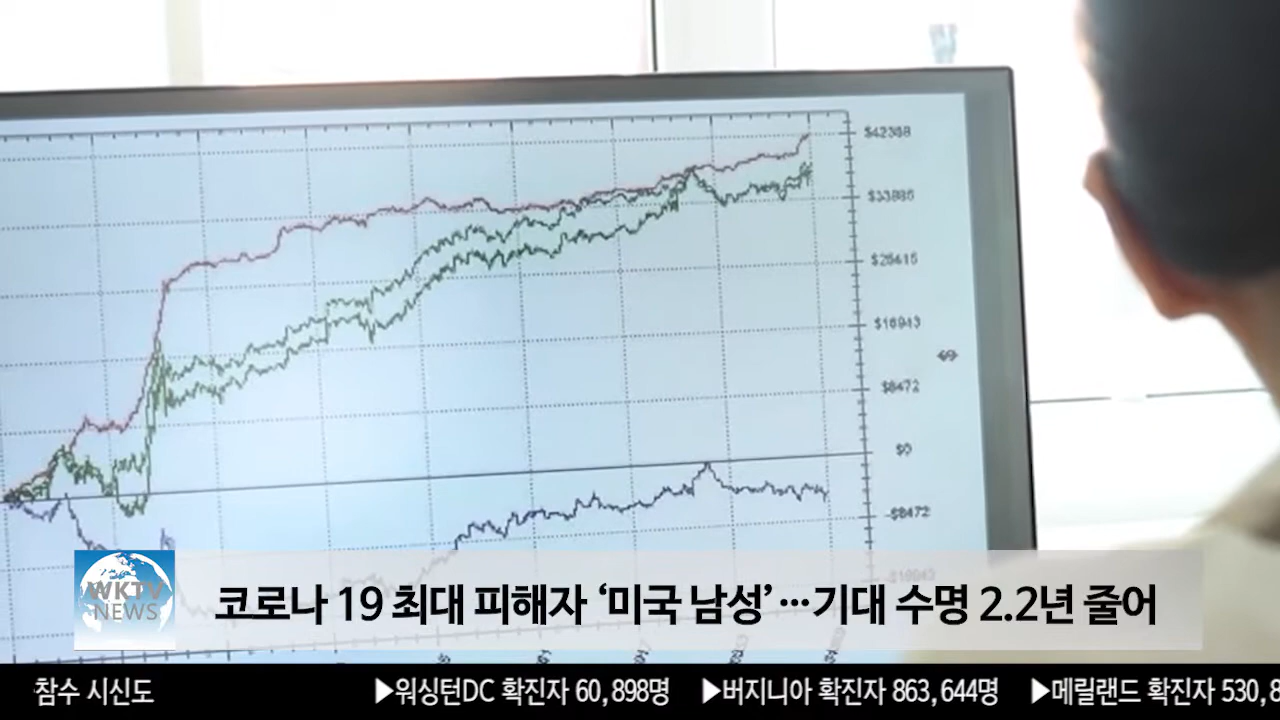 $42358
$33886
$25415
$16943
$8472
$0
-$8472
WKTV
NEWS
코로나 19 최대 피해자 ‘미국 남성’…기대 수명 2.2년 줄어
참수 시신도 ▶워싱턴DC 확진자 60,898명 ▶버지니아 확진자 863,644명 ▶메릴랜드 확진자 530,8